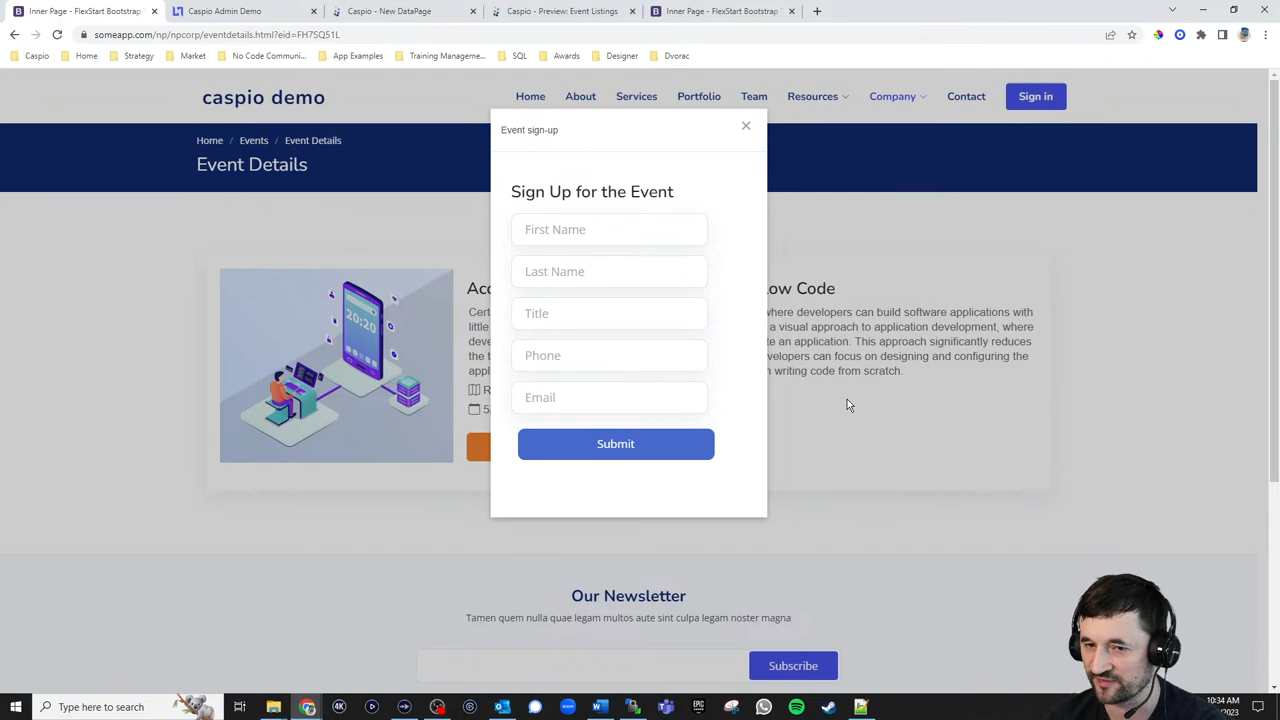 Inner Page - FlexStart Bootstrap
Caspio Admin Demo
Caspio - New DataPage
Caspio - Preview: Event Listings
Inner Page - FlexStart Bootstrap
someapp.com/np/npcorp/eventdetails.html?eid=FH7SQ51L
Caspio Home Strategy Market No Code Communi... App Examples Training Manageme... SQL Awards Designer Dvorac
caspio demo
Home About Services Portfolio Team Resources Company Contact Sign in
Home / Events / Event Details
Event Details
Event sign-up
Sign Up for the Event
First Name
Last Name
Title
Phone
Email
Submit
Low Code
where developers can build software applications with
a visual approach to application development, where
an application. This approach significantly reduces
developers can focus on designing and configuring the
writing code from scratch.
20:20
Our Newsletter
Tamen quem nulla quae legam multos aute sint culpa legam noster magna
Subscribe
Type here to search
4K
EPIC
10:34 AM